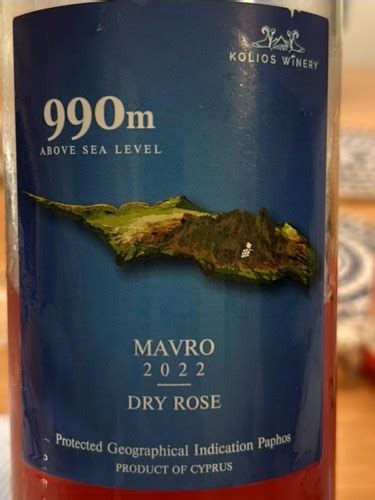 KOLIOS WINERY
990m
ABOVE SEA LEVEL
MAVRO
2022
DRY ROSE
Protected Geographical Indication Paphos
PRODUCT OF CYPRUS